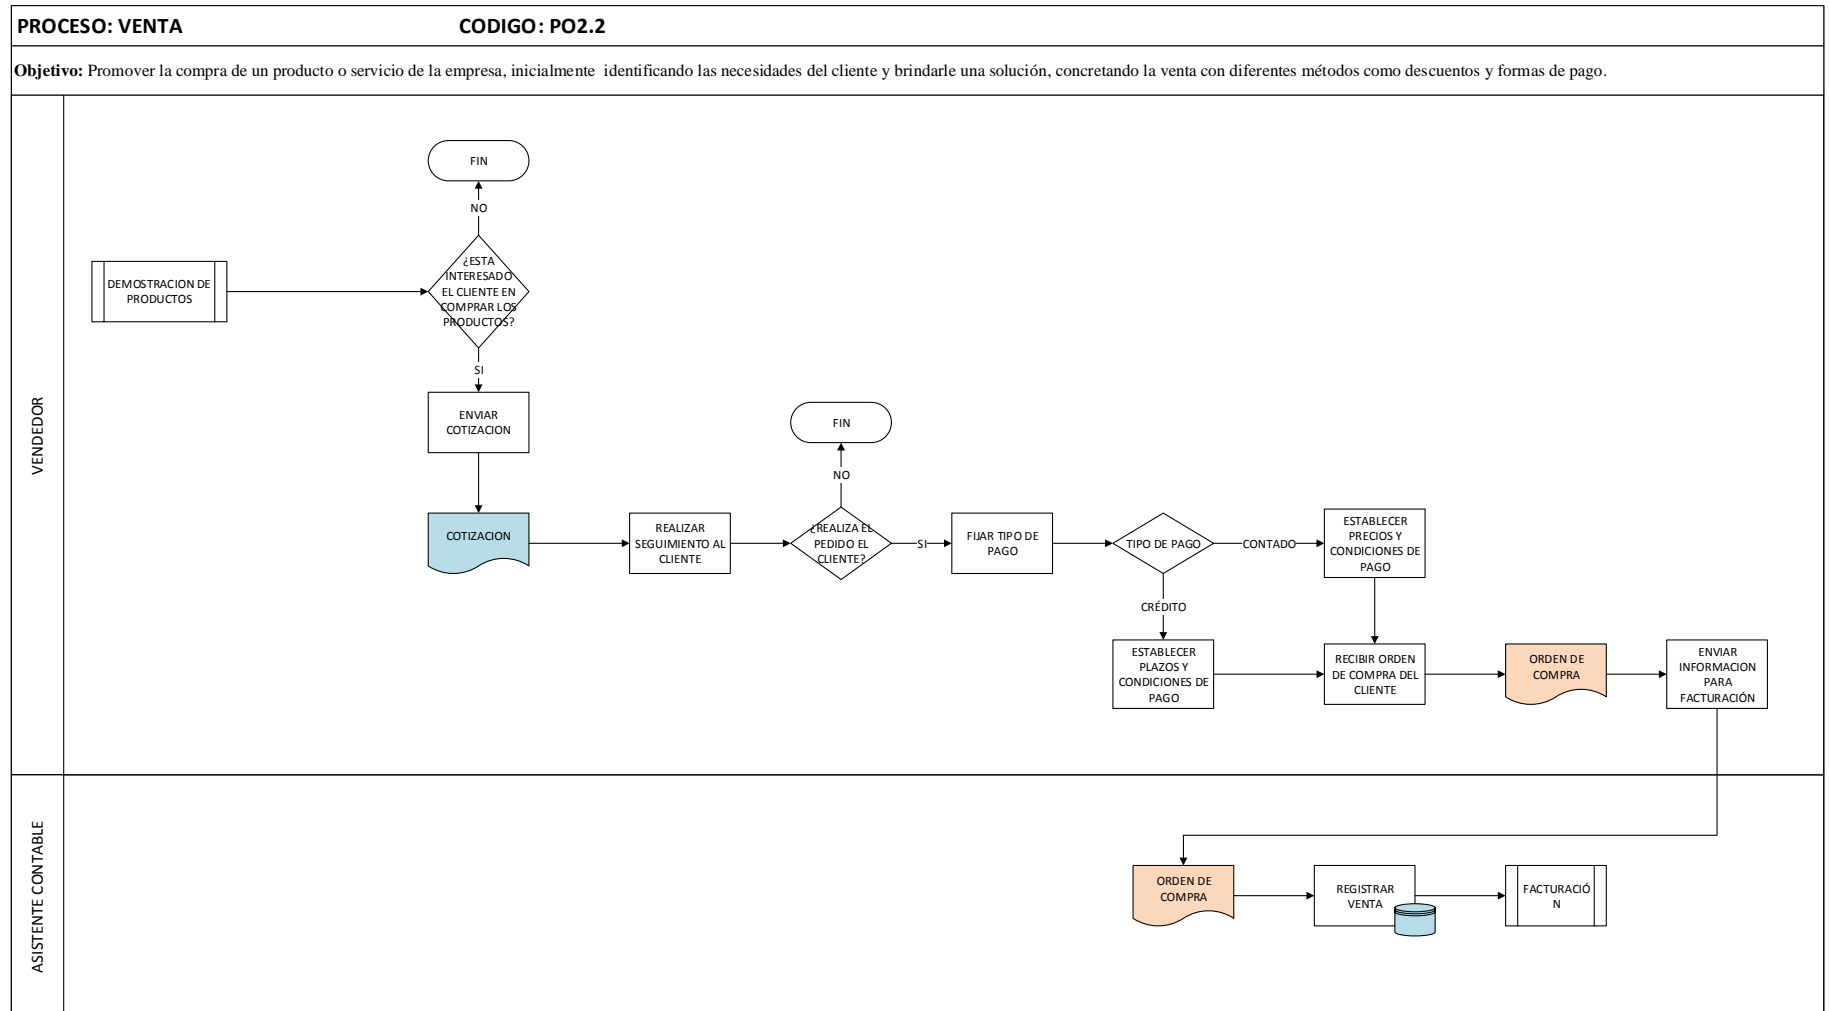 PROCESO: VENTA CODIGO: PO2.2
Objetivo: Promover la compra de un producto o servicio de la empresa, inicialmente identificando las necesidades del cliente y brindarle una solución, concretando la venta con diferentes métodos como descuentos y formas de pago.
VENDEDOR
FIN
NO
DEMOSTRACION DE
PRODUCTOS
¿ESTA
INTERESADO
EL CLIENTE EN
COMPRAR LOS
PRODUCTOS?
SI
ENVIAR
COTIZACION
COTIZACION
REALIZAR
SEGUIMIENTO AL
CLIENTE
FIN
NO
¿REALIZA EL
PEDIDO EL
CLIENTE?
SI
FIJAR TIPO DE
PAGO
TIPO DE PAGO
CONTADO
ESTABLECER
PRECIOS Y
CONDICIONES DE
PAGO
CRÉDITO
ESTABLECER
PLAZOS Y
CONDICIONES DE
PAGO
RECIBIR ORDEN
DE COMPRA DEL
CLIENTE
ORDEN DE
COMPRA
ENVIAR
INFORMACION
PARA
FACTURACIÓN
ASISTENTE CONTABLE
ORDEN DE
COMPRA
REGISTRAR
VENTA
FACTURACIÓ
N